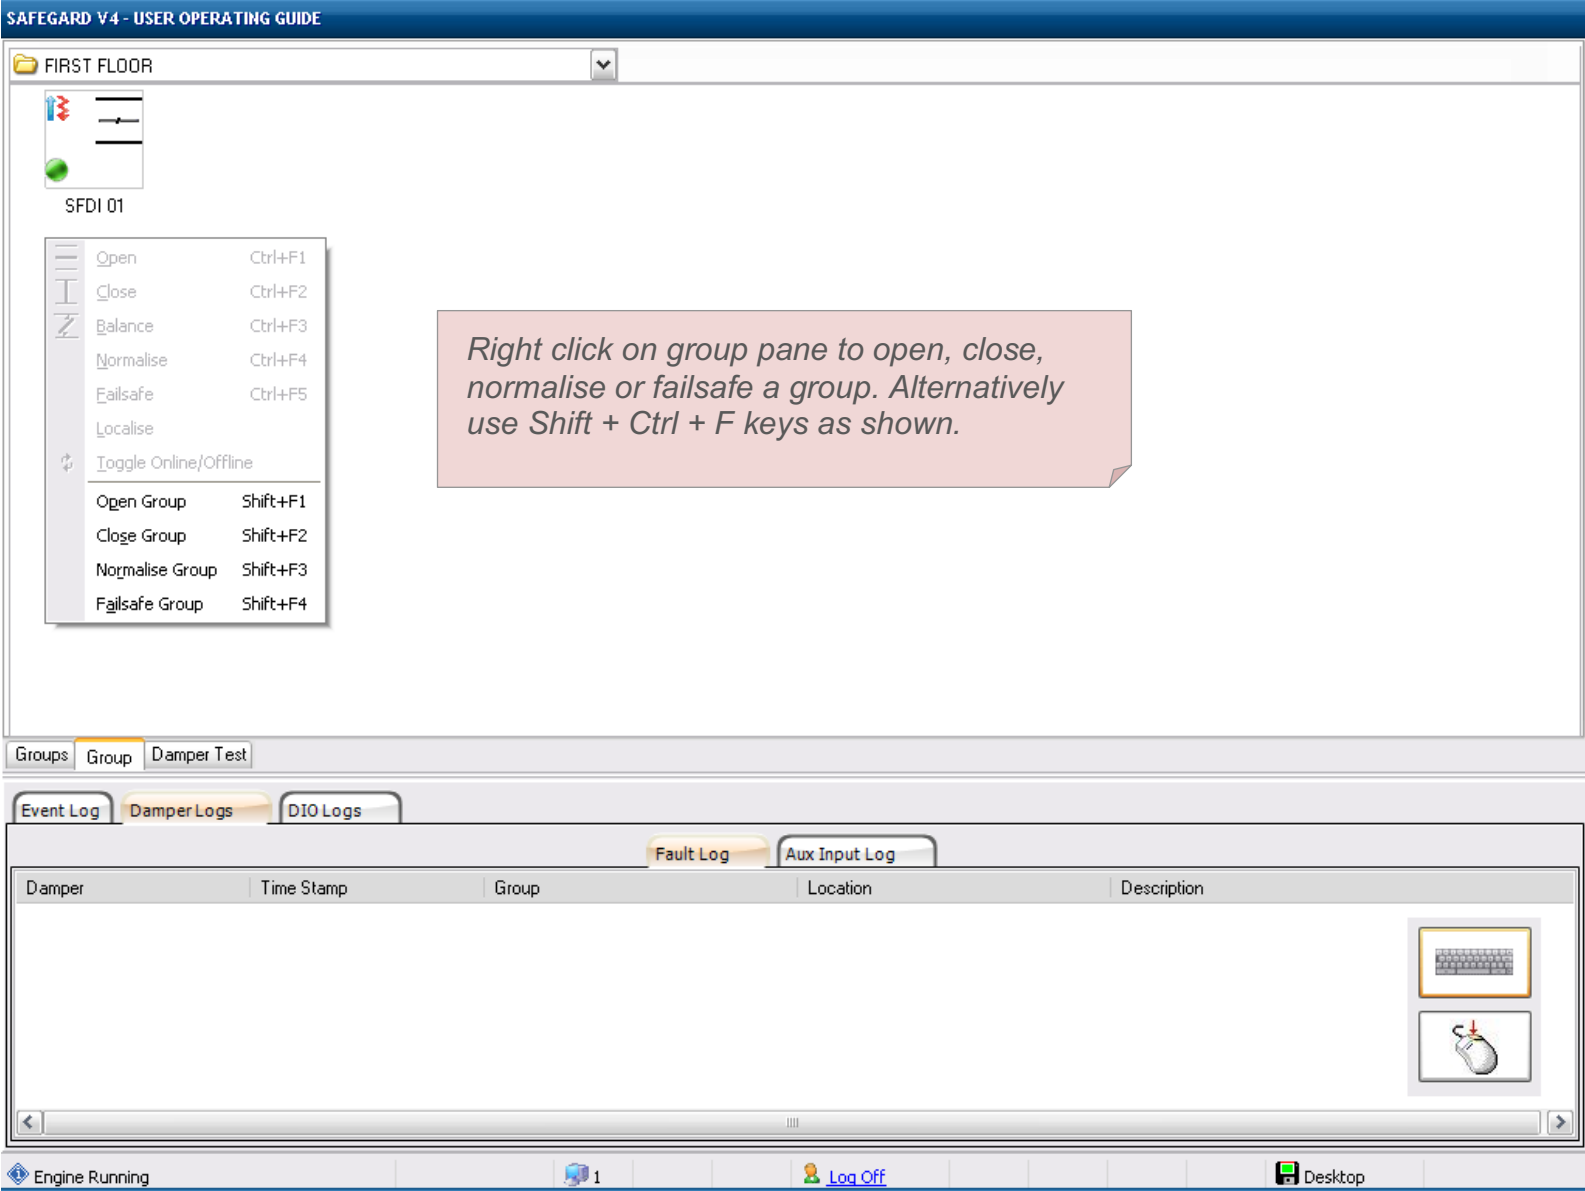 SAFEGARD V4 - USER OPERATING GUIDE
FIRST FLOOR
SFDI 01
Open Ctrl+F1
Close Ctrl+F2
Balance Ctrl+F3
Normalise Ctrl+F4
Failsafe Ctrl+F5
Localise
Toggle Online/Offline
Open Group Shift+F1
Close Group Shift+F2
Normalise Group Shift+F3
Failsafe Group Shift+F4
Right click on group pane to open, close,
normalise or failsafe a group. Alternatively
use Shift + Ctrl + F keys as shown.
Groups Group Damper Test
Event Log Damper Logs DIO Logs
Fault Log Aux Input Log
Damper Time Stamp Group Location Description
Engine Running 1 Log Off Desktop